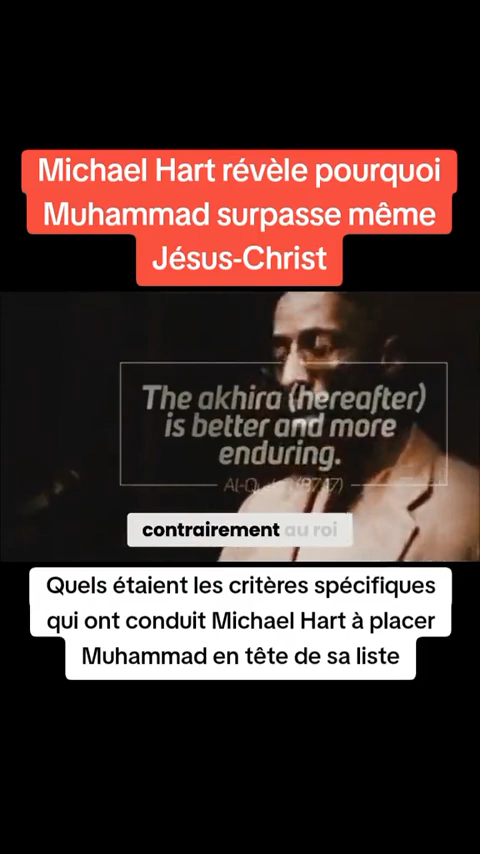 Michael Hart révèle pourquoi
Muhammad surpasse même
Jésus-Christ
The akhira (hereafter)
is better and more
enduring.
contrairement au roi
Quels étaient les critères spécifiques
qui ont conduit Michael Hart à placer
Muhammad en tête de sa liste